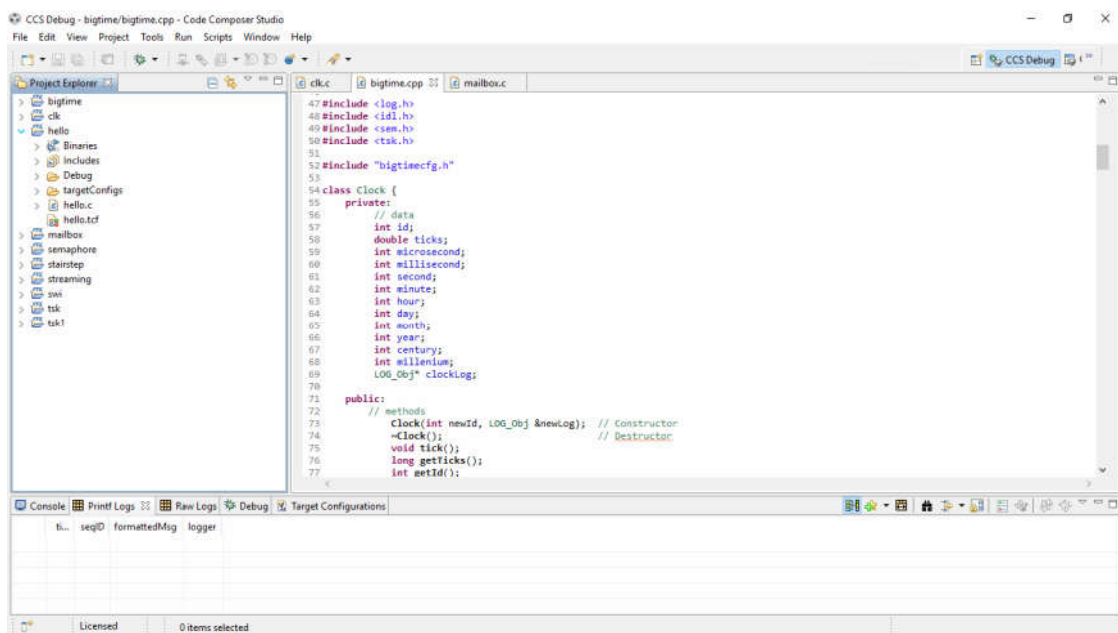 CCS Debug - bigtime/bigtime.cpp - Code Composer Studio
File Edit View Project Tools Run Scripts Window Help
CCS Debug
Project Explorer
bigtime
clk
hello
Binaries
Includes
Debug
targetConfigs
hello.c
hello.tcf
mailbox
semaphore
stairstep
streaming
swi
tsk
tsk1
clk.c bigtime.cpp mailbox.c
47 #include <log.h>
48 #include <idl.h>
49 #include <sem.h>
50 #include <tsk.h>
51
52 #include "bigtimecfg.h"
53
54 class Clock {
55 private:
56 // data
57 int id;
58 double ticks;
59 int microsecond;
60 int millisecond;
61 int second;
62 int minute;
63 int hour;
64 int day;
65 int month;
66 int year;
67 int century;
68 int millenium;
69 LOG_Obj* clockLog;
70
71 public:
72 // methods
73 Clock(int newId, LOG_Obj &newLog); // Constructor
74 ~Clock(); // Destructor
75 void tick();
76 long getTicks();
77 int getId();
Console Printf Logs Raw Logs Debug Target Configurations
ti... seqID formattedMsg logger
Licensed 0 items selected